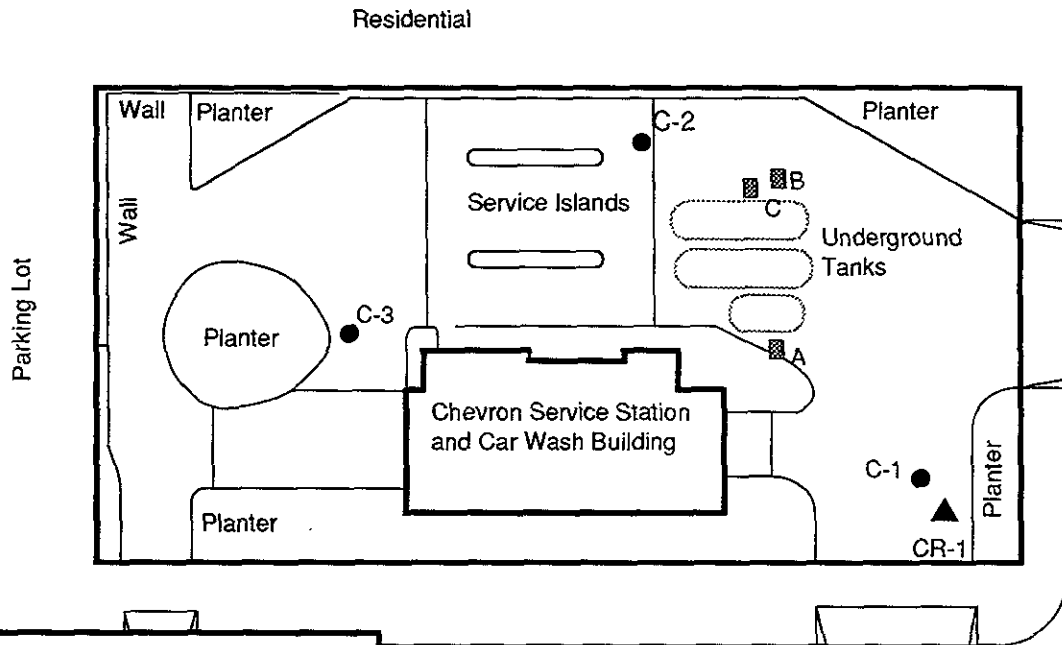 Residential
Wall
Planter
C-2
Planter
B
C
Service Islands
Wall
Underground
Tanks
Parking Lot
C-3
Planter
A
Chevron Service Station
and Car Wash Building
C-1
Planter
Planter
CR-1